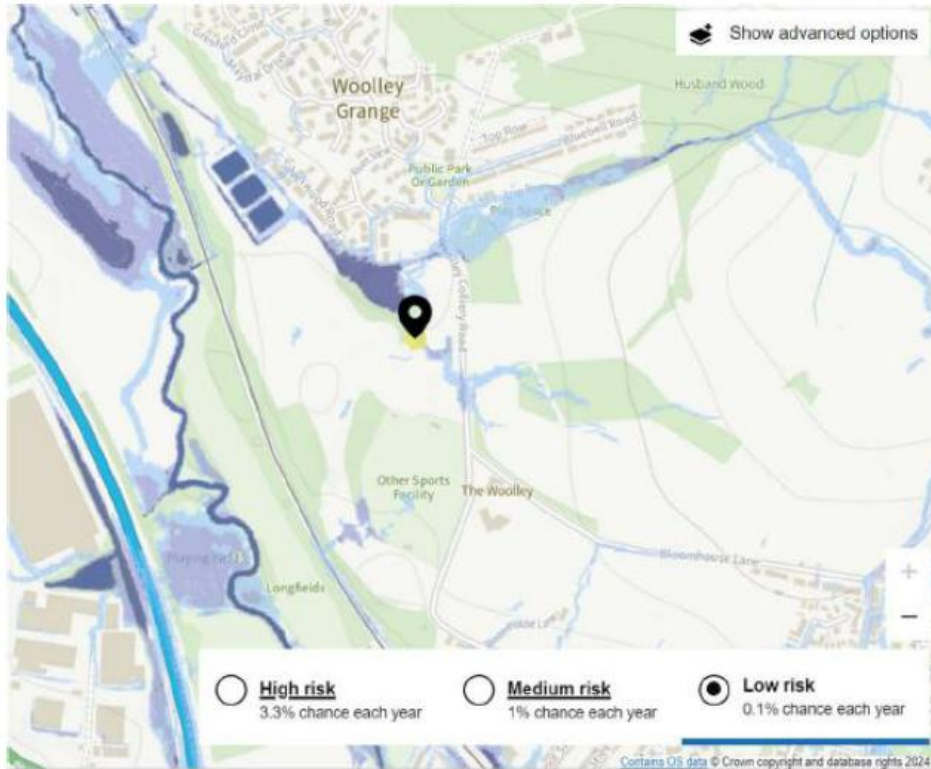 Show advanced options
Gresford Close
Husband Wood
Woolley
Grange
Top Row
Bluebell Road
Public Park
Or Garden
Play Space
Colliery Road
Other Sports
Facility
The Woolley
Playing Fields
Longfields
Bloomhouse Lane
+
−
High risk
3.3% chance each year
Medium risk
1% chance each year
Low risk
0.1% chance each year
Contains OS data © Crown copyright and database rights 2024